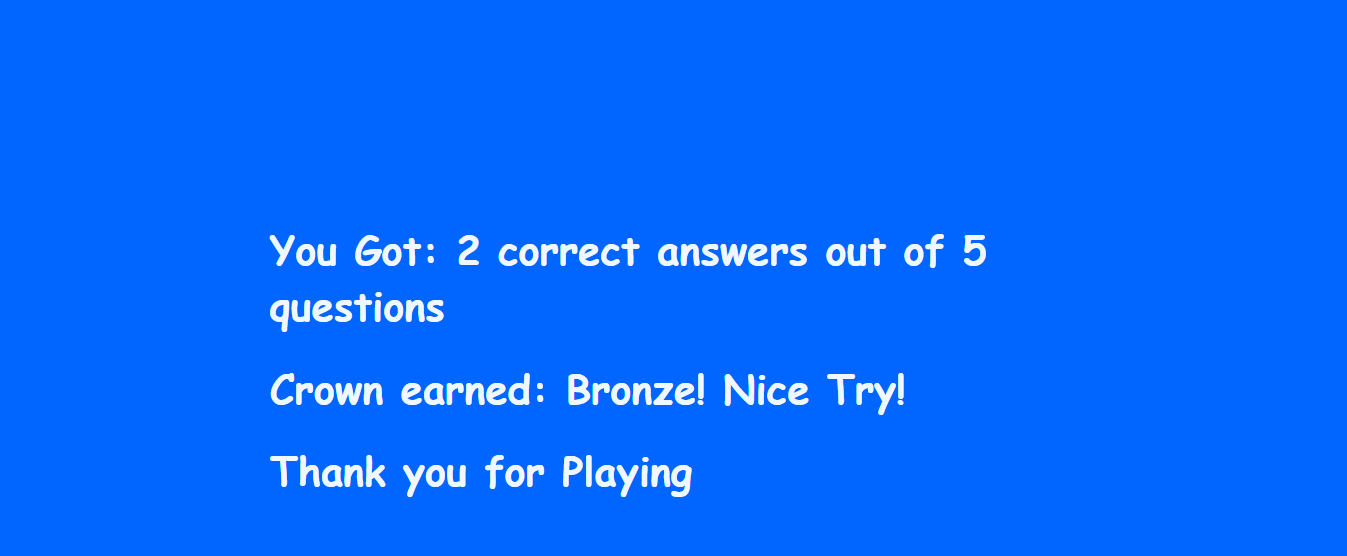 You Got: 2 correct answers out of 5
questions
Crown earned: Bronze! Nice Try!
Thank you for Playing